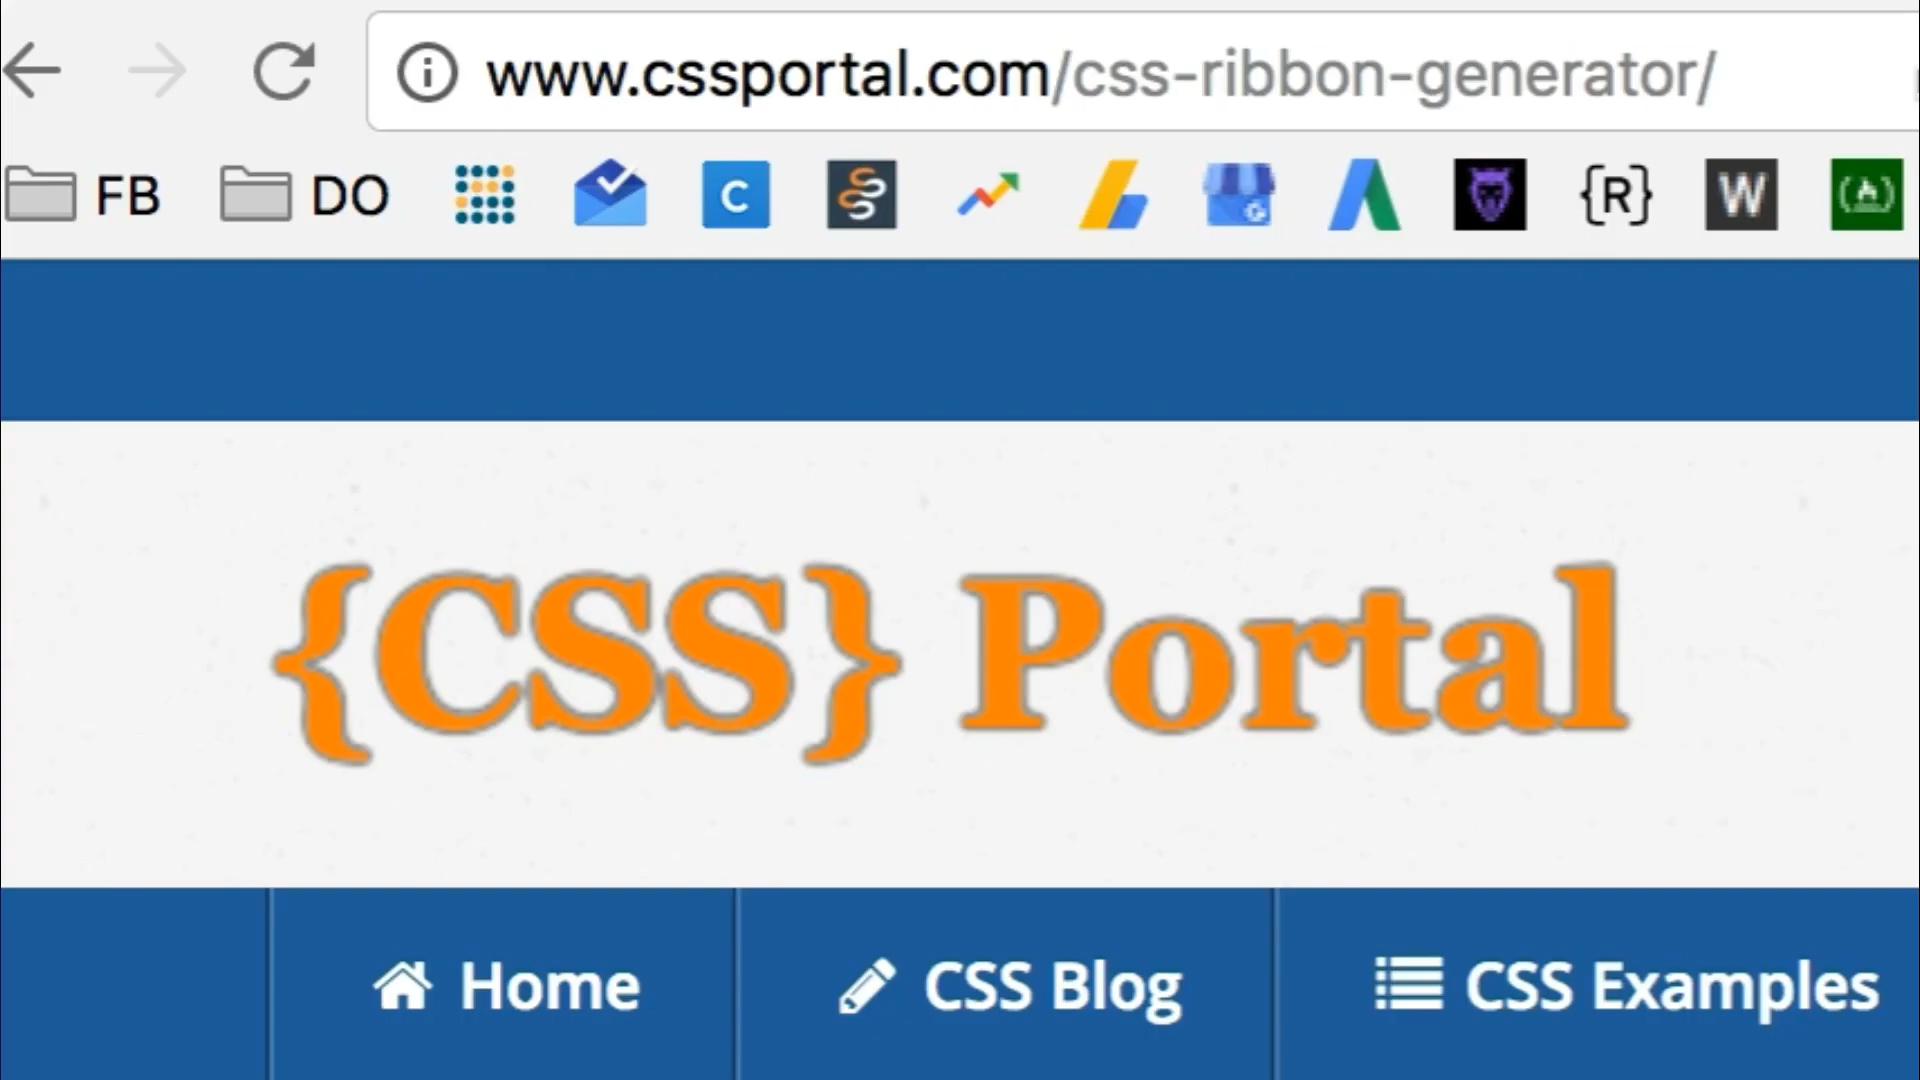 www.cssportal.com/css-ribbon-generator/
FB DO C {R} W (A)
{CSS} Portal
Home CSS Blog CSS Examples